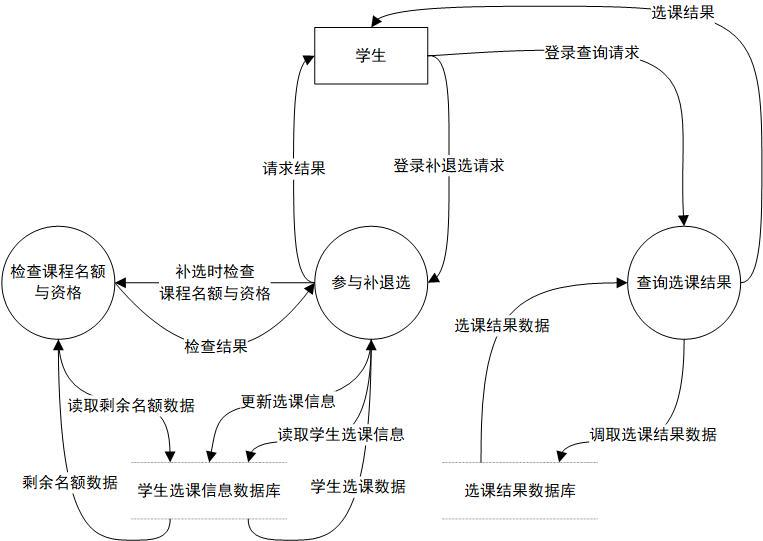 选课结果
学生
登录查询请求
请求结果
登录补退选请求
检查课程名额
与资格
补选时检查
课程名额与资格
参与补退选
查询选课结果
检查结果
选课结果数据
读取剩余名额数据
更新选课信息
读取学生选课信息
调取选课结果数据
剩余名额数据
学生选课信息数据库
学生选课数据
选课结果数据库